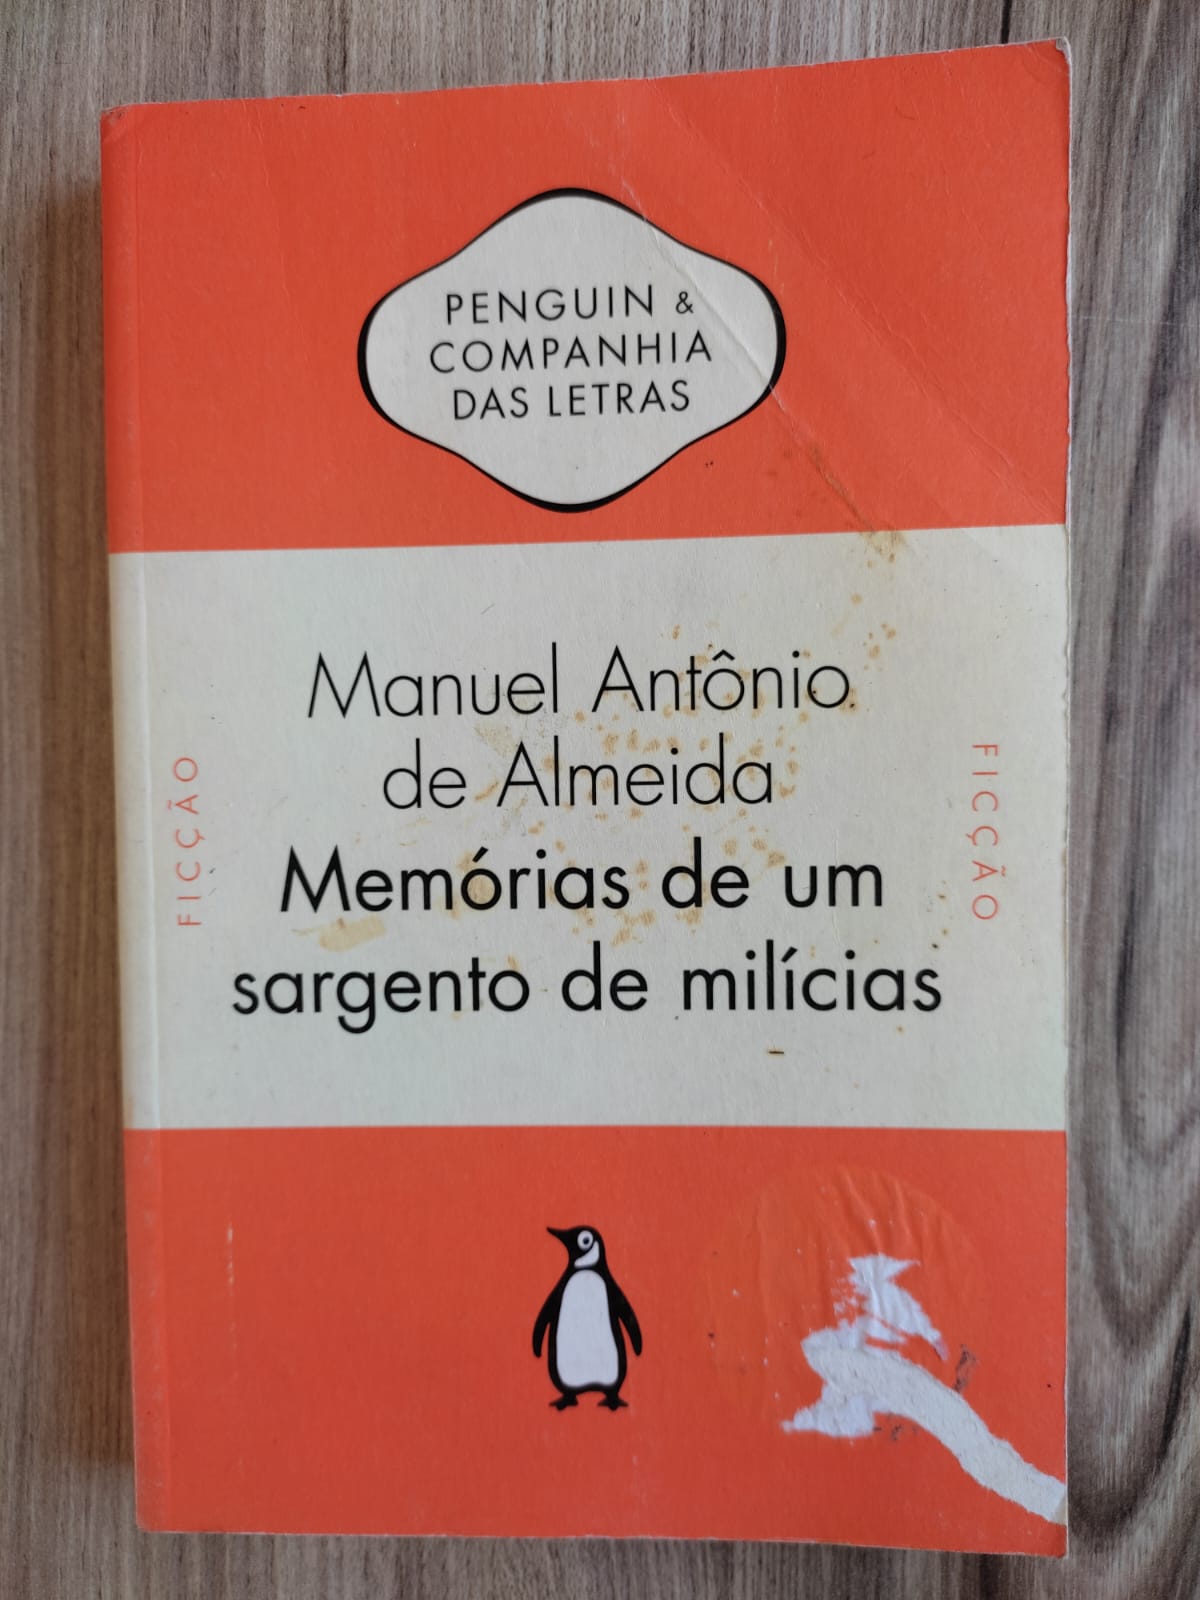 PENGUIN &
COMPANHIA
DAS LETRAS
Manuel Antônio
de Almeida
Memórias de um
sargento de milícias
FICÇÃO
FICÇÃO